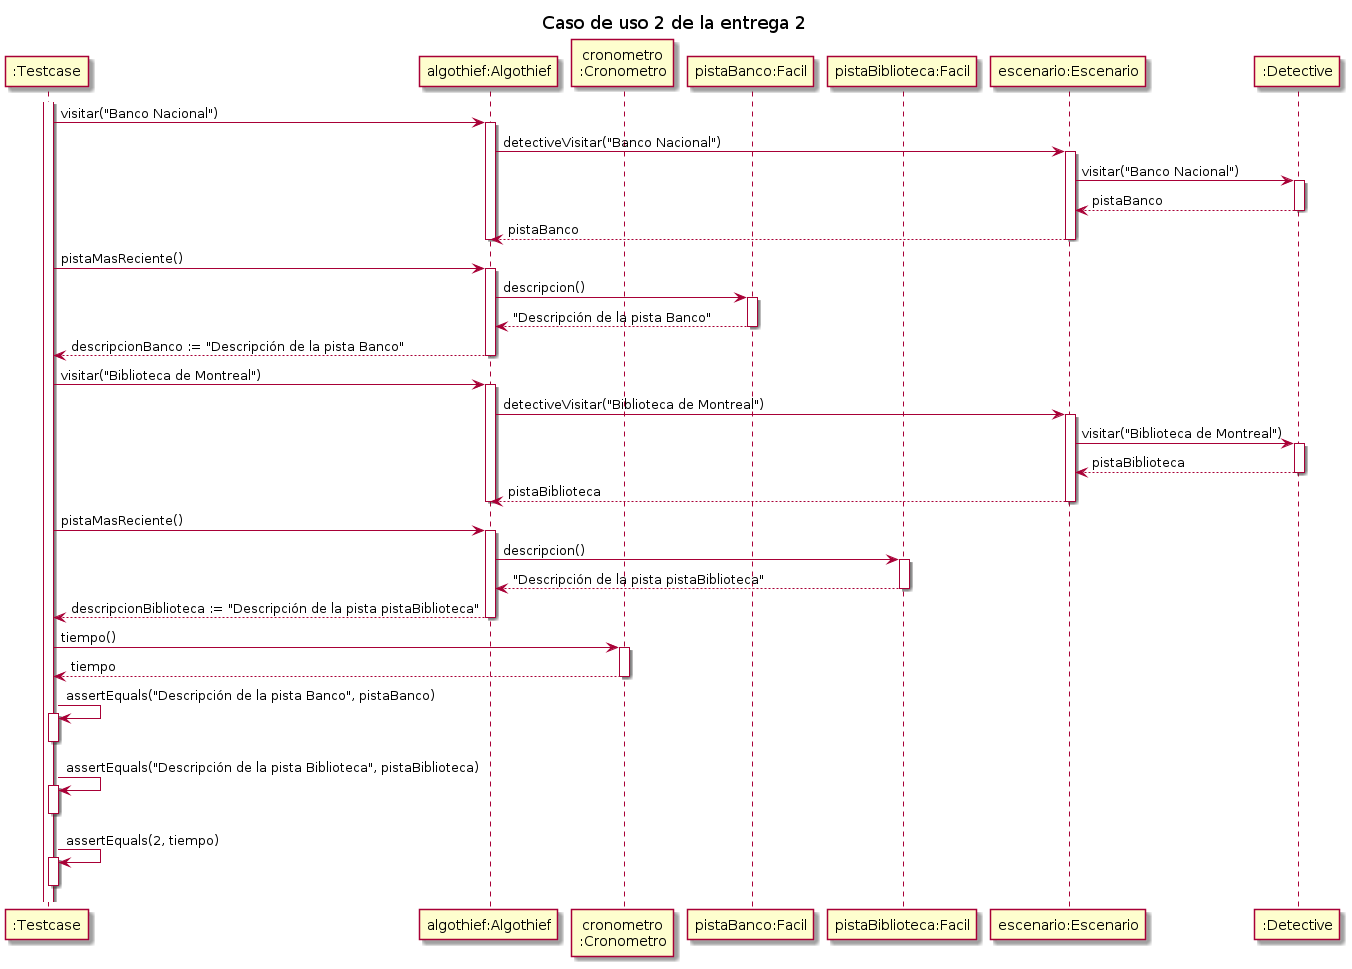 Caso de uso 2 de la entrega 2
:Testcase
algothief:Algothief
cronometro
:Cronometro
pistaBanco:Facil
pistaBiblioteca:Facil
escenario:Escenario
:Detective
visitar("Banco Nacional")
detectiveVisitar("Banco Nacional")
visitar("Banco Nacional")
pistaBanco
pistaBanco
pistaMasReciente()
descripcion()
"Descripción de la pista Banco"
descripcionBanco := "Descripción de la pista Banco"
visitar("Biblioteca de Montreal")
detectiveVisitar("Biblioteca de Montreal")
visitar("Biblioteca de Montreal")
pistaBiblioteca
pistaBiblioteca
pistaMasReciente()
descripcion()
"Descripción de la pista pistaBiblioteca"
descripcionBiblioteca := "Descripción de la pista pistaBiblioteca"
tiempo()
tiempo
assertEquals("Descripción de la pista Banco", pistaBanco)
assertEquals("Descripción de la pista Biblioteca", pistaBiblioteca)
assertEquals(2, tiempo)
:Testcase
algothief:Algothief
cronometro
:Cronometro
pistaBanco:Facil
pistaBiblioteca:Facil
escenario:Escenario
:Detective